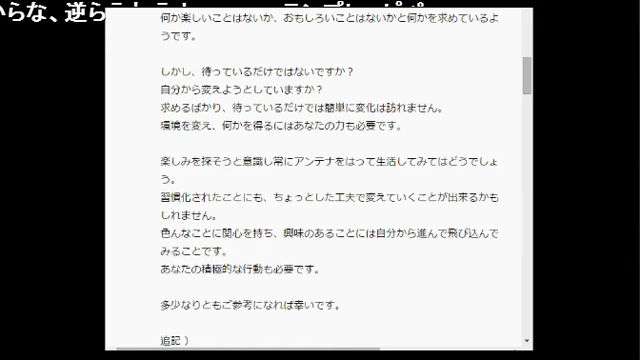 からな、逆ら
何か楽しいことはないか、おもしろいことはないかと何かを求めているよ
うです。
しかし、待っているだけではないですか？
自分から変えようとしていますか？
求めるばかり、待っているだけでは簡単に変化は訪れません。
環境を変え、何かを得るにはあなたの力も必要です。
楽しみを探そうと意識し常にアンテナをはって生活してみてはどうでしょ
う。
習慣化されたことにも、ちょっとした工夫で変えていくことが出来るかも
しれません。
色んなことに関心を持ち、興味のあることには自分から進んで飛び込んで
みることです。
あなたの積極的な行動も必要です。
多少なりともご参考になれば幸いです。
追記 ）